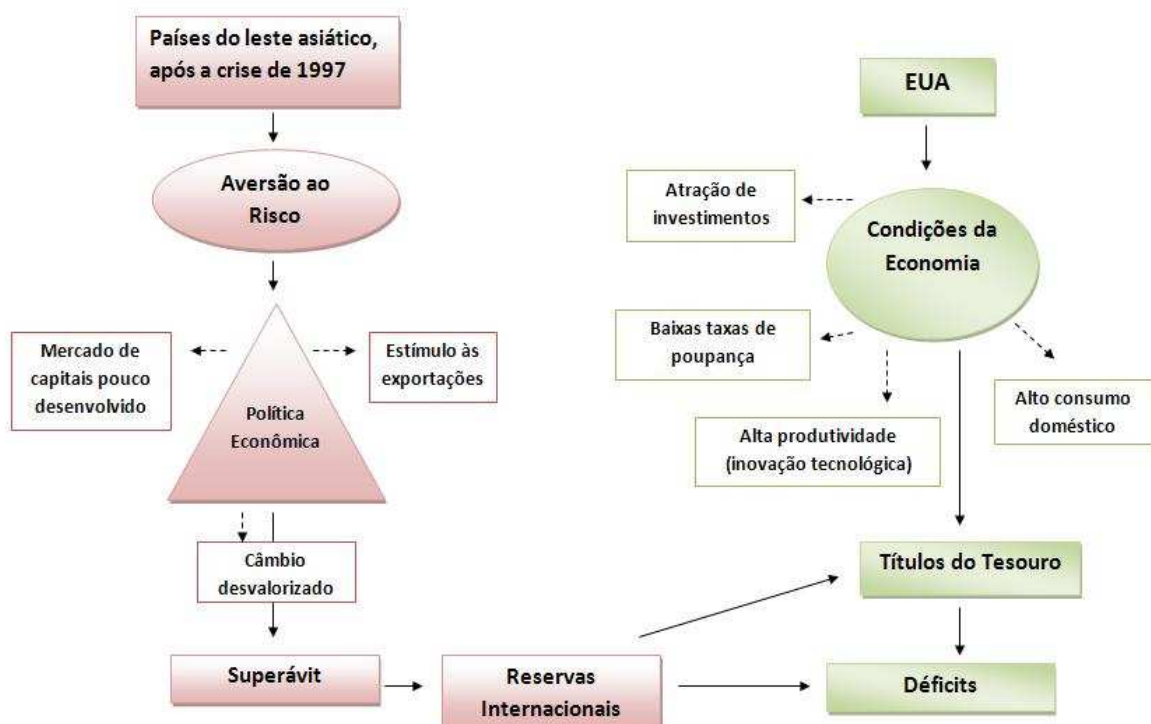 Países do leste asiático,
após a crise de 1997
Aversão ao
Risco
Mercado de
capitais pouco
desenvolvido
Estímulo às
exportações
Política
Econômica
Câmbio
desvalorizado
Superávit
Reservas
Internacionais
EUA
Atração de
investimentos
Condições da
Economia
Baixas taxas de
poupança
Alta produtividade
(inovação tecnológica)
Alto consumo
doméstico
Títulos do Tesouro
Déficits